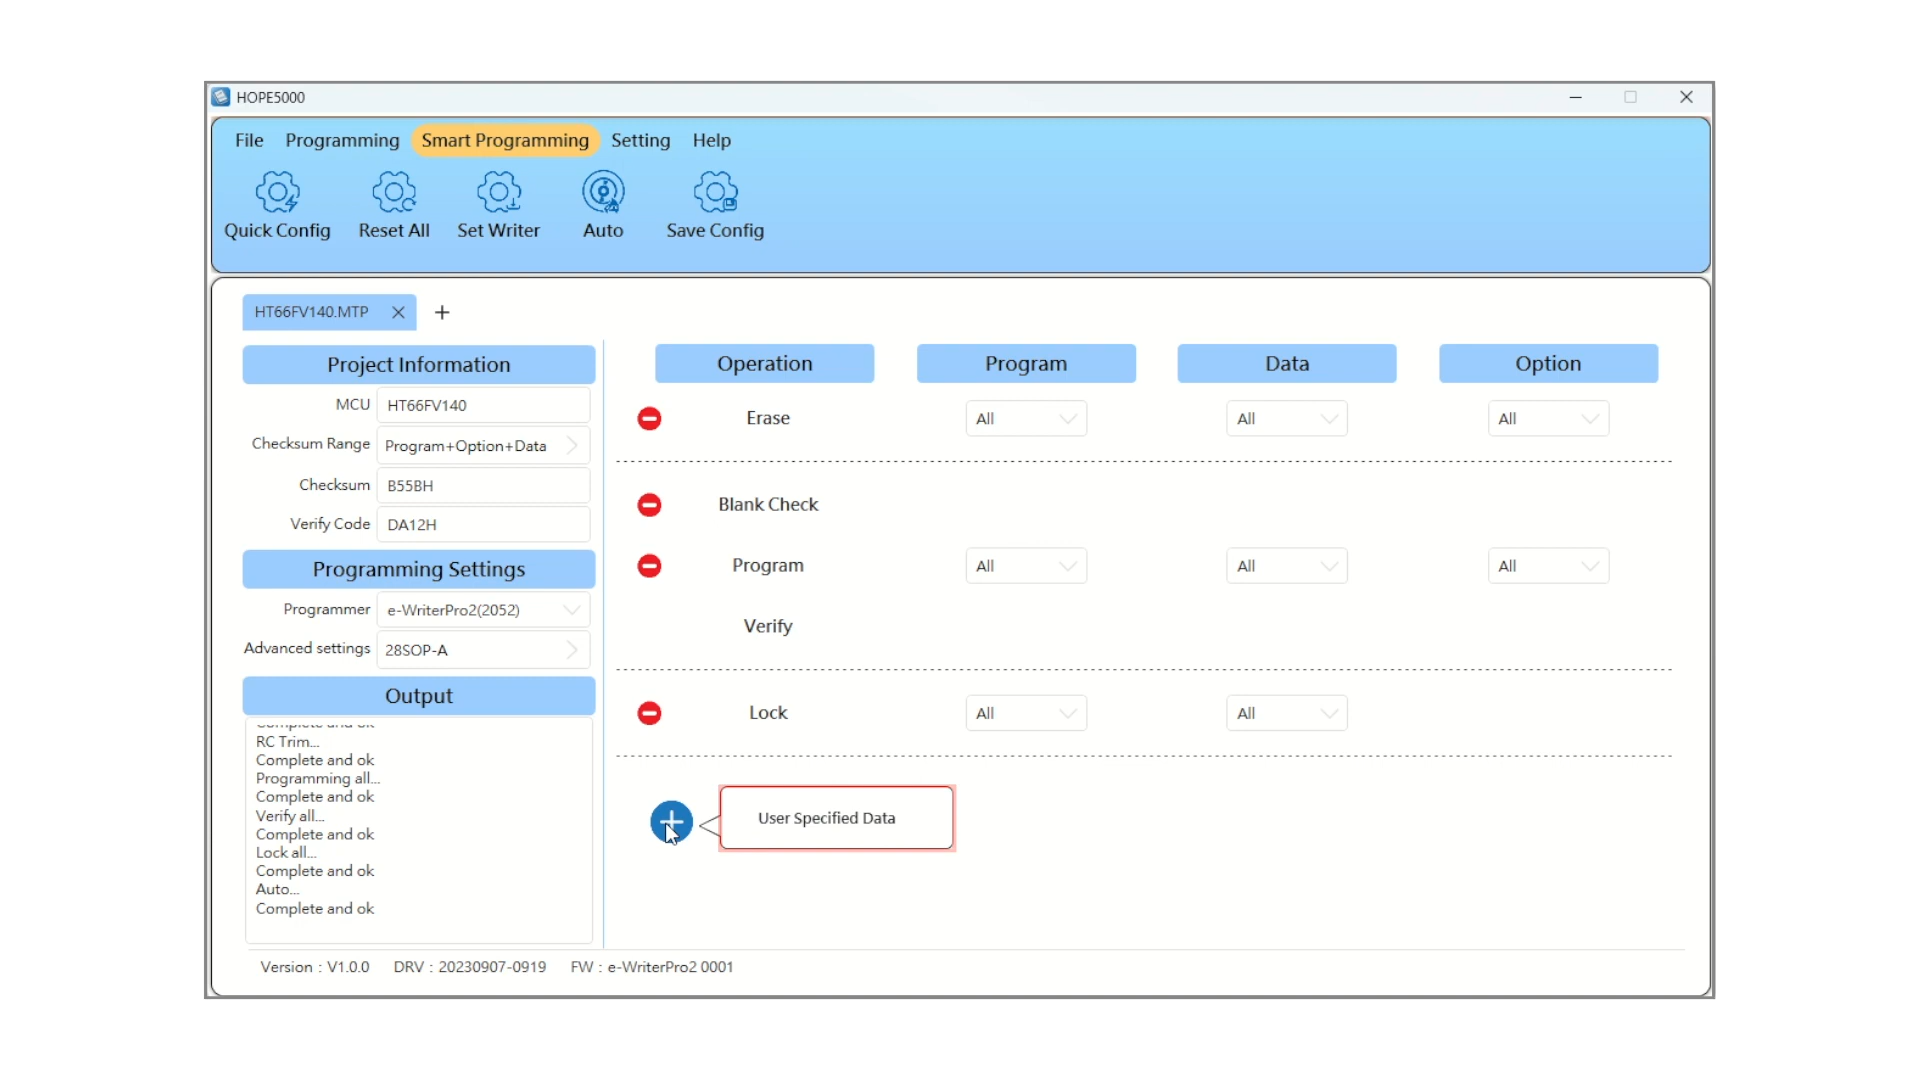 HOPE5000
File Programming Smart Programming Setting Help
Quick Config Reset All Set Writer Auto Save Config
HT66FV140.MTP
Project Information
MCU HT66FV140
Checksum Range Program+Option+Data
Checksum B55BH
Verify Code DA12H
Programming Settings
Programmer e-WriterPro2(2052)
Advanced settings 28SOP-A
Output
Complete and ok
RC Trim...
Complete and ok
Programming all...
Complete and ok
Verify all...
Complete and ok
Lock all...
Complete and ok
Auto...
Complete and ok
Operation Program Data Option
Erase All All All
Blank Check
Program All All All
Verify
Lock All All
User Specified Data
Version : V1.0.0 DRV : 20230907-0919 FW : e-WriterPro2 0001